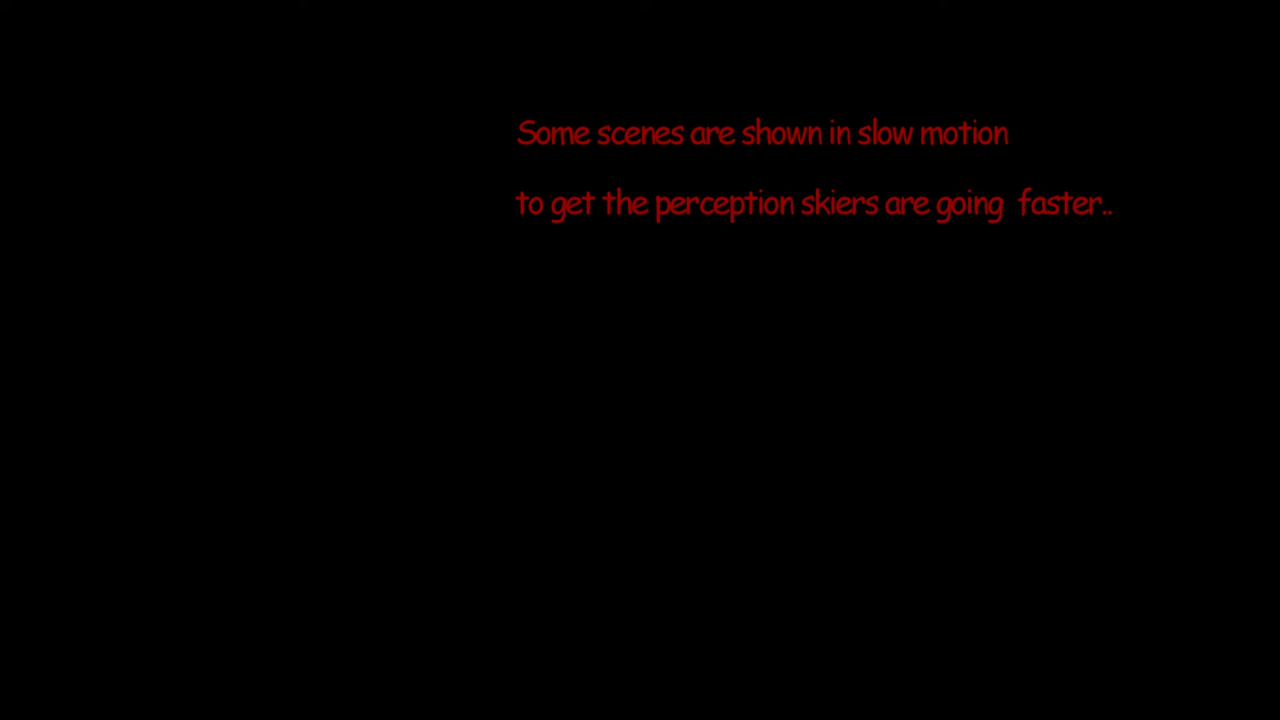 Some scenes are shown in slow motion
to get the perception skiers are going  faster..